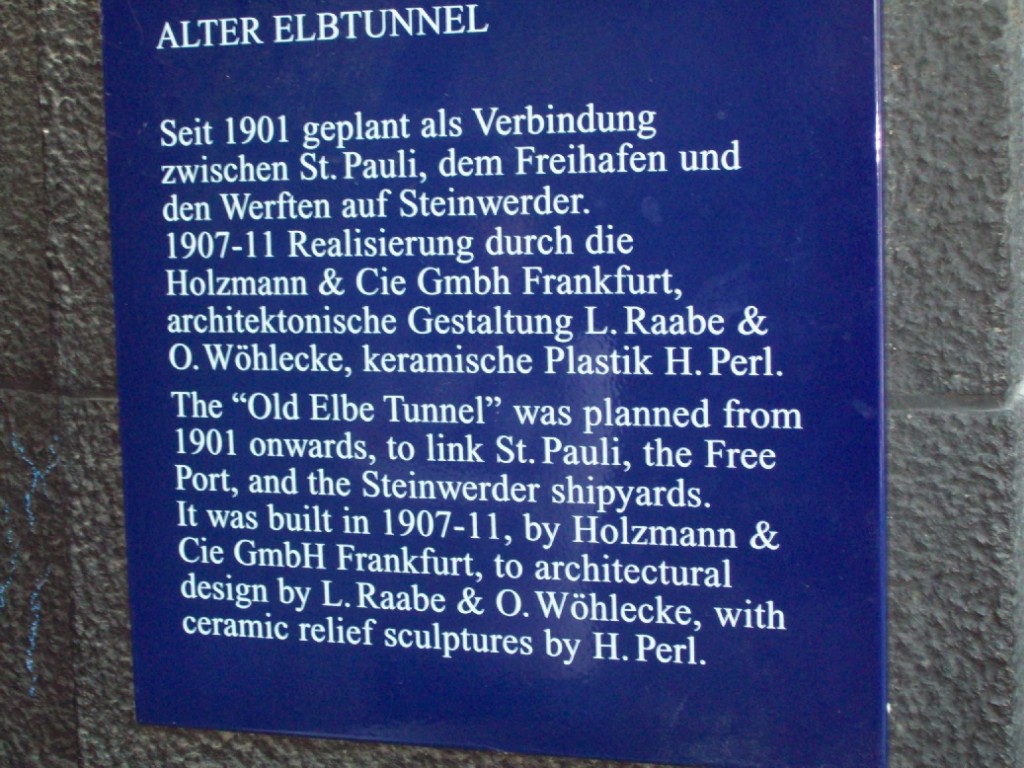 ALTER ELBTUNNEL
Seit 1901 geplant als Verbindung
zwischen St. Pauli, dem Freihafen und
den Werften auf Steinwerder.
1907-11 Realisierung durch die
Holzmann & Cie Gmbh Frankfurt,
architektonische Gestaltung L. Raabe &
O. Wöhlecke, keramische Plastik H. Perl.
The “Old Elbe Tunnel” was planned from
1901 onwards, to link St. Pauli, the Free
Port, and the Steinwerder shipyards.
It was built in 1907-11, by Holzmann &
Cie GmbH Frankfurt, to architectural
design by L. Raabe & O. Wöhlecke, with
ceramic relief sculptures by H. Perl.